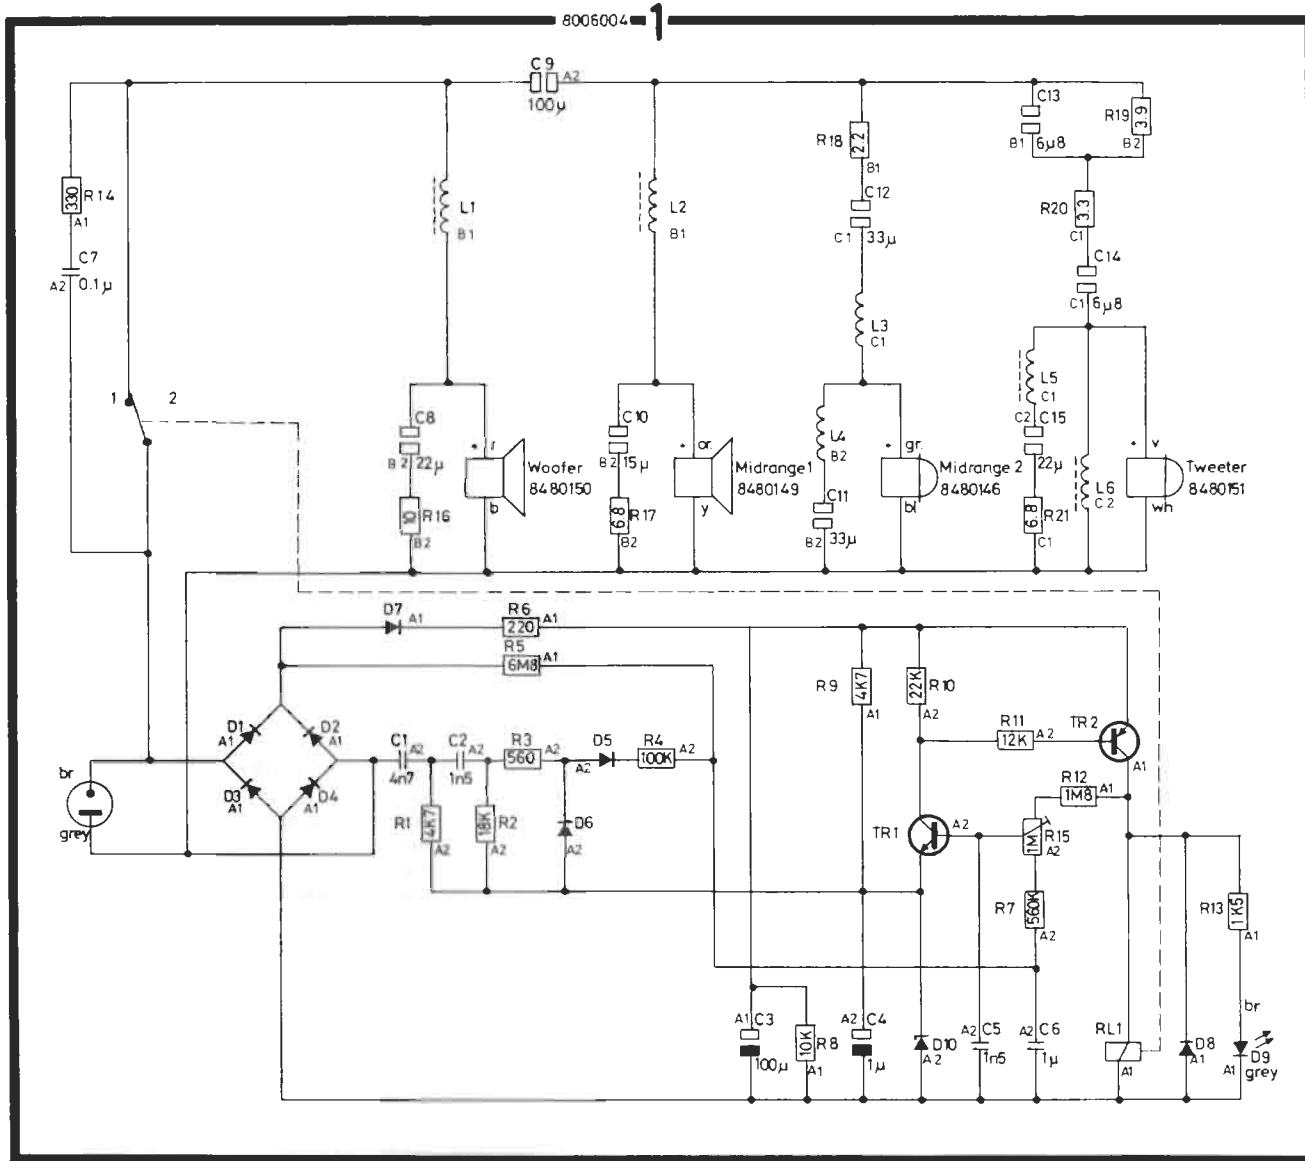 8006004 1
C9 A2
100µ
C13
B1 6µ8
R19 3.9
B2
R18 2.2
B1
C12
C1 33µ
R14 330
A1
C7
A2 0.1µ
L1
B1
L2
B1
R20 3.3
C1
C14
C1 6µ8
L3
C1
L5
C1
1 2
C8
B2 22µ
R16 10
B2
+ r
Woofer
8480150
b
C10
B2 15µ
R17 6.8
B2
+ or.
Midrange 1
8480149
y
L4
B2
C11
B2 33µ
+ gr.
Midrange 2
8480146
bl
C2 C15
22µ
R21 6.8
C1
L6
C2
+ v
Tweeter
8480151
wh
D7 A1
R6 A1
220
R5 A1
6M8
R9 4K7
A1
22K R10
A2
R11 A2
12K
TR2
A1
D1
A1
D2
A1
D3
A1
D4
A1
br
grey
C1 A2
4n7
C2 A2
1n5
R3 A2
560
D5
A2
R4 A2
100K
R1 4K7
A2
18K R2
A2
D6
A2
TR1 A2
R12 A1
1M8
1M R15
A2
R7 560K
A2
R13 1K5
A1
A1 C3
100µ
10K R8
A1
A2 C4
1µ
D10
A2
A2 C5
1n5
A2 C6
1µ
RL1
A1
D8
A1
br
D9
A1 grey